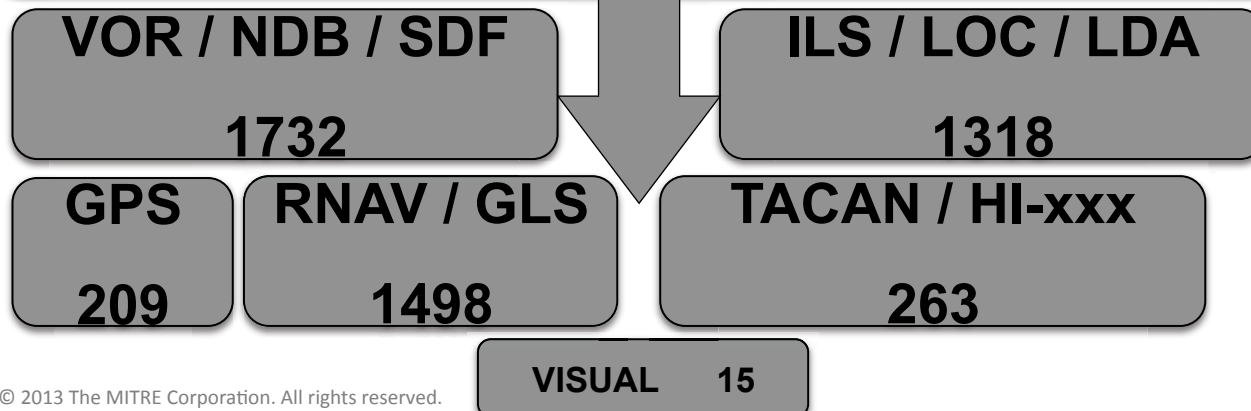 VOR / NDB / SDF
1732
ILS / LOC / LDA
1318
GPS
209
RNAV / GLS
1498
TACAN / HI-xxx
263
VISUAL 15
© 2013 The MITRE Corporation. All rights reserved.